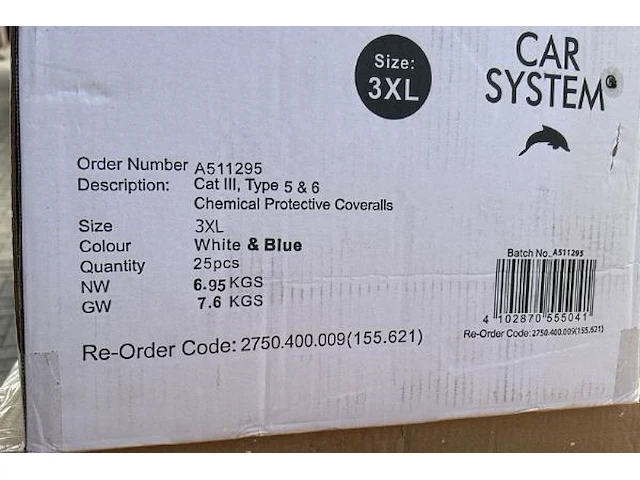 Size:
3XL
CAR
SYSTEM
Order Number A511295
Description: Cat III, Type 5 & 6
Chemical Protective Coveralls
Size 3XL
Colour White & Blue
Quantity 25pcs
NW 6.95 KGS
GW 7.6 KGS
Re-Order Code: 2750.400.009(155.621)
Batch No. A511295
4 102870 555041
Re-Order Code: 2750.400.009(155.621)